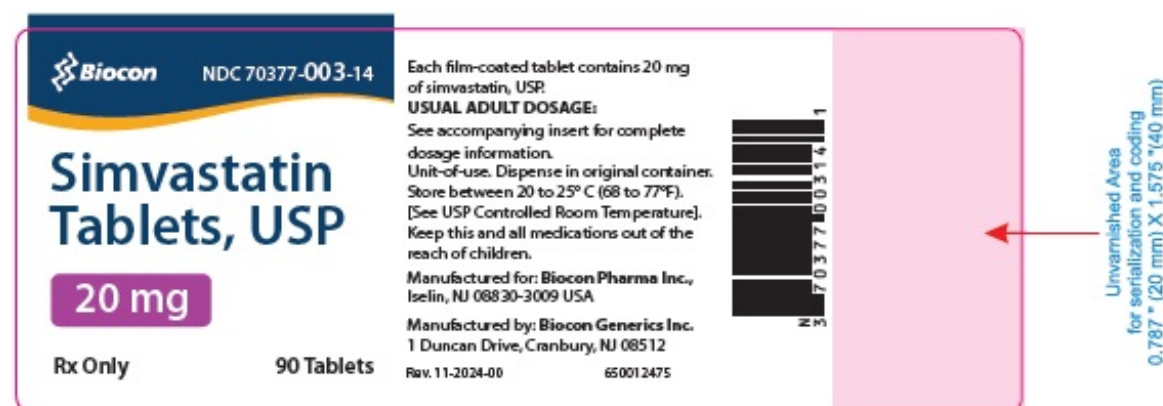 Biocon NDC 70377-003-14
Simvastatin
Tablets, USP
20 mg
Rx Only 90 Tablets
Each film-coated tablet contains 20 mg
of simvastatin, USP.
USUAL ADULT DOSAGE:
See accompanying insert for complete
dosage information.
Unit-of-use. Dispense in original container.
Store between 20 to 25° C (68 to 77°F).
[See USP Controlled Room Temperature].
Keep this and all medications out of the
reach of children.
Manufactured for: Biocon Pharma Inc.,
Iselin, NJ 08830-3009 USA
Manufactured by: Biocon Generics Inc.
1 Duncan Drive, Cranbury, NJ 08512
Rev. 11-2024-00 650012475
N
3 70377 00314 1
Unvarnished Area
for serialization and coding
0.787 " (20 mm) X 1.575 "(40 mm)